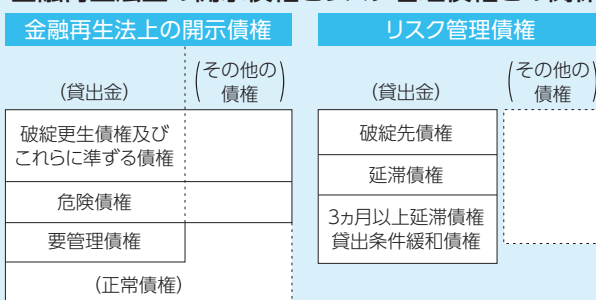 金融再生法上の開示債権
リスク管理債権
(貸出金)
(その他の
債権)
(貸出金)
(その他の
債権)
破綻更生債権及び
これらに準ずる債権
危険債権
要管理債権
(正常債権)
破綻先債権
延滞債権
3ヵ月以上延滞債権
貸出条件緩和債権